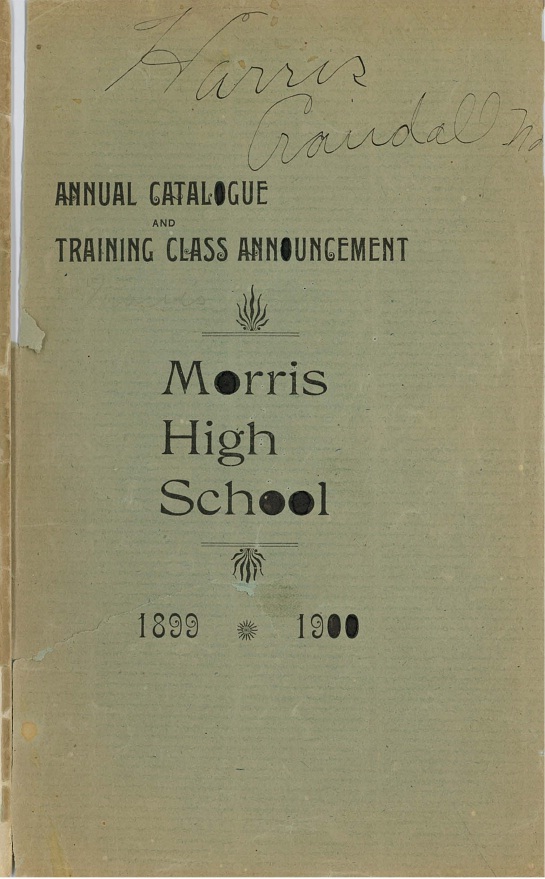 Harris
Crandall
ANNUAL CATALOGUE
AND
TRAINING CLASS ANNOUNCEMENT
Morris
High
School
1899 1900